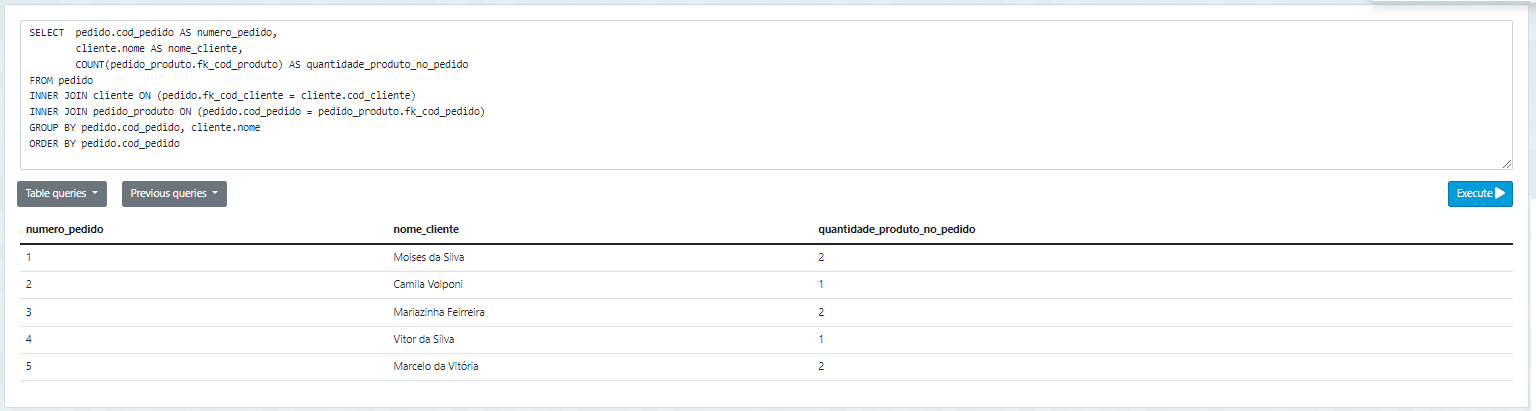 SELECT  pedido.cod_pedido AS numero_pedido,
        cliente.nome AS nome_cliente,
        COUNT(pedido_produto.fk_cod_produto) AS quantidade_produto_no_pedido
FROM pedido
INNER JOIN cliente ON (pedido.fk_cod_cliente = cliente.cod_cliente)
INNER JOIN pedido_produto ON (pedido.cod_pedido = pedido_produto.fk_cod_pedido)
GROUP BY pedido.cod_pedido, cliente.nome
ORDER BY pedido.cod_pedido
Table queries Previous queries Execute
numero_pedido nome_cliente quantidade_produto_no_pedido
1 Moises da Silva 2
2 Camila Volponi 1
3 Mariazinha Feirreira 2
4 Vitor da Silva 1
5 Marcelo da Vitória 2